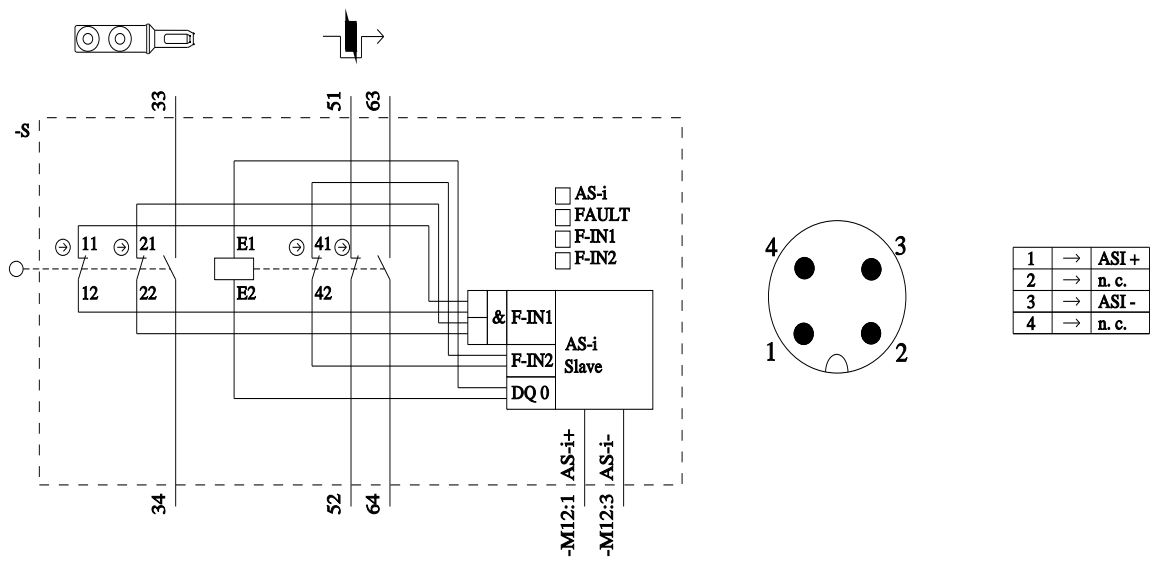 33
51
63
-S
AS-i
FAULT
F-IN1
F-IN2
11
21
E1
41
12
22
E2
42
& F-IN1
AS-i
Slave
F-IN2
DQ 0
34
52
64
-M12:1 AS-i+
-M12:3 AS-i-
4
3
1
2
1 → ASI +
2 → n. c.
3 → ASI -
4 → n. c.